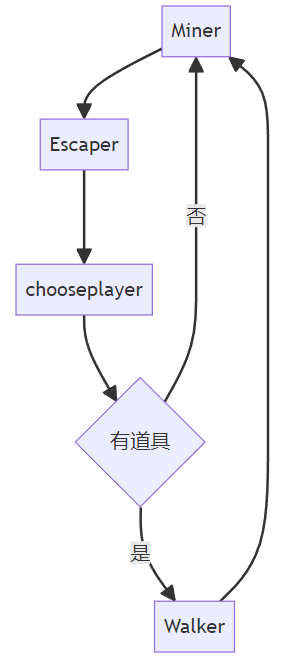 Miner
Escaper
否
chooseplayer
有道具
是
Walker